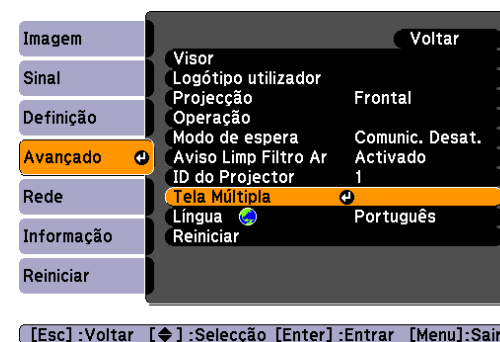 Imagem
Sinal
Definição
Avançado
Rede
Informação
Reiniciar
Voltar
Visor
Logótipo utilizador
Projecção Frontal
Operação
Modo de espera Comunic. Desat.
Aviso Limp Filtro Ar Activado
ID do Projector 1
Tela Múltipla
Língua Português
Reiniciar
[Esc] :Voltar [◆] :Selecção [Enter] :Entrar [Menu]:Sair